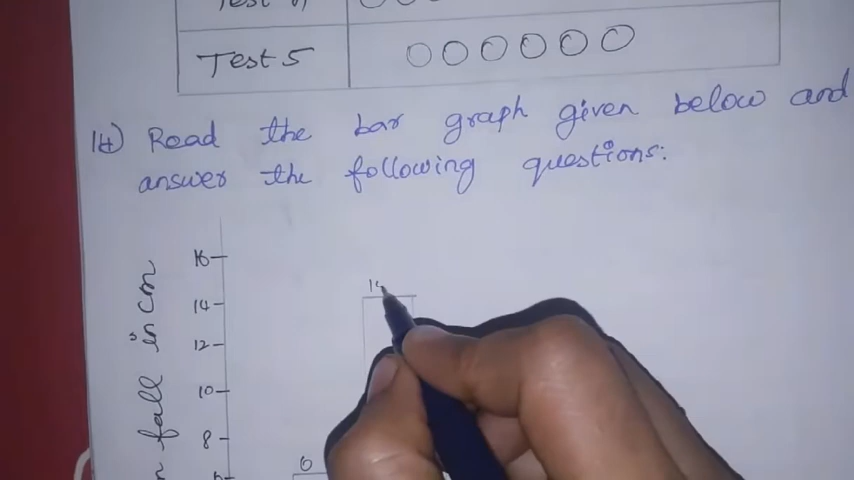 Test 5
14) Read the bar graph given below and
answer the following questions:
16
14
12
10
8
6
fall in cm